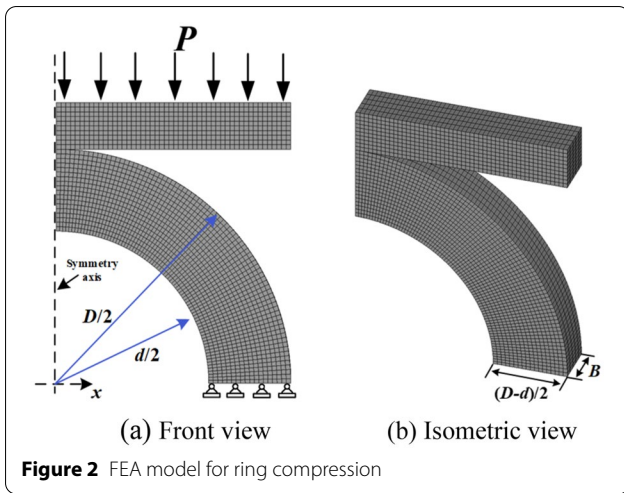 P
Symmetry
axis
D/2
d/2
x
B
(D-d)/2
(a) Front view
(b) Isometric view
Figure 2 FEA model for ring compression